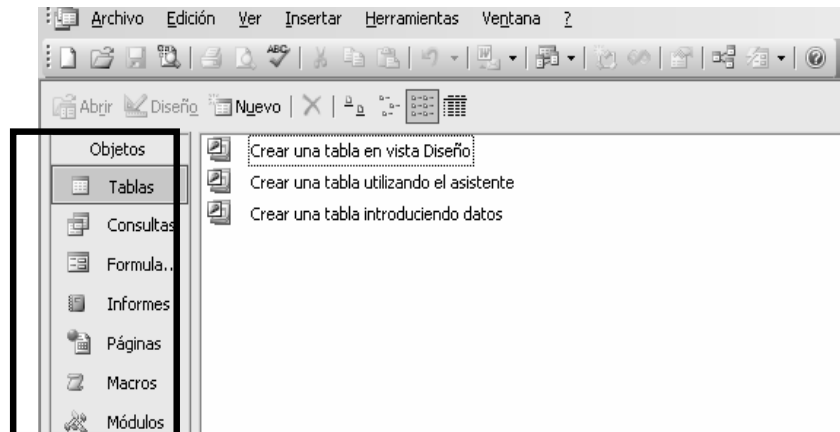 Archivo Edición Ver Insertar Herramientas Ventana ?
Abrir Diseño Nuevo
Objetos
Tablas
Consultas
Formula..
Informes
Páginas
Macros
Módulos
Crear una tabla en vista Diseño
Crear una tabla utilizando el asistente
Crear una tabla introduciendo datos